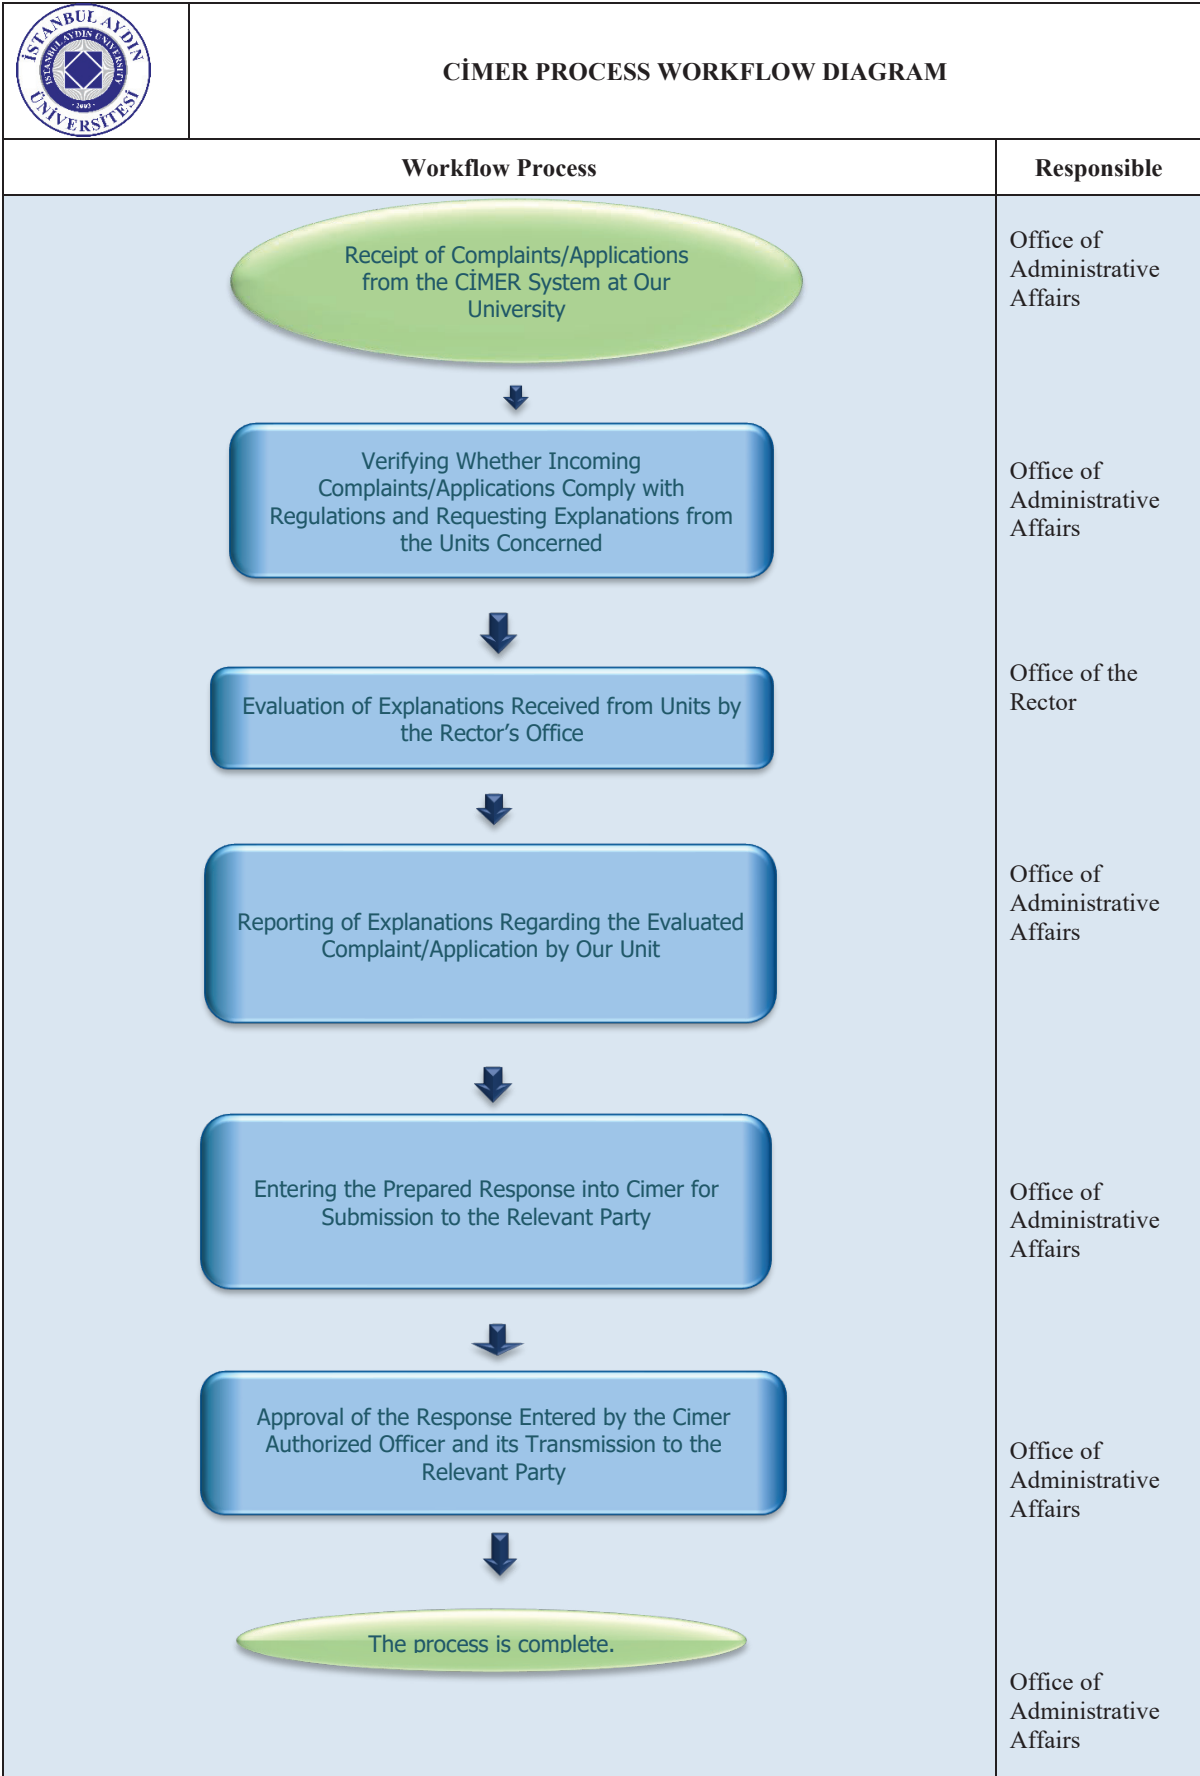 İSTANBUL AYDIN
ÜNİVERSİTESİ
ISTANBUL AYDIN UNIVERSITY
· 2003 ·
CİMER PROCESS WORKFLOW DIAGRAM
Workflow Process
Responsible
Receipt of Complaints/Applications
from the CİMER System at Our
University
Office of
Administrative
Affairs
Verifying Whether Incoming
Complaints/Applications Comply with
Regulations and Requesting Explanations from
the Units Concerned
Office of
Administrative
Affairs
Evaluation of Explanations Received from Units by
the Rector’s Office
Office of the
Rector
Reporting of Explanations Regarding the Evaluated
Complaint/Application by Our Unit
Office of
Administrative
Affairs
Entering the Prepared Response into Cimer for
Submission to the Relevant Party
Office of
Administrative
Affairs
Approval of the Response Entered by the Cimer
Authorized Officer and its Transmission to the
Relevant Party
Office of
Administrative
Affairs
The process is complete.
Office of
Administrative
Affairs